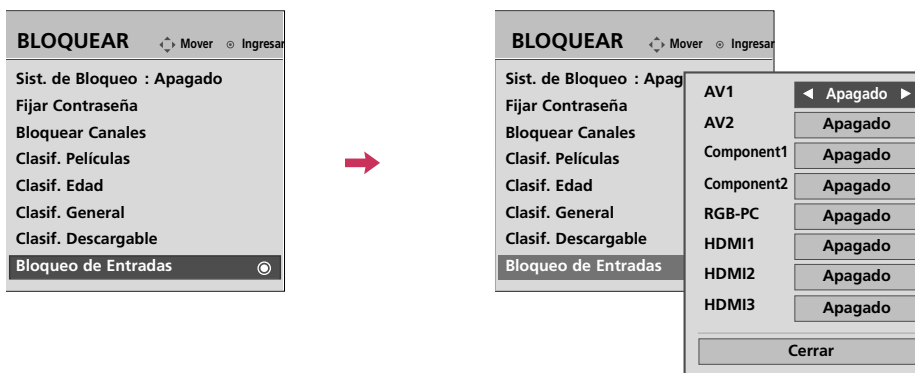 BLOQUEAR Mover Ingresar
Sist. de Bloqueo : Apagado
Fijar Contraseña
Bloquear Canales
Clasif. Películas
Clasif. Edad
Clasif. General
Clasif. Descargable
Bloqueo de Entradas
BLOQUEAR Mover Ingresar
Sist. de Bloqueo : Apag
Fijar Contraseña
Bloquear Canales
Clasif. Películas
Clasif. Edad
Clasif. General
Clasif. Descargable
Bloqueo de Entradas
AV1 Apagado
AV2 Apagado
Component1 Apagado
Component2 Apagado
RGB-PC Apagado
HDMI1 Apagado
HDMI2 Apagado
HDMI3 Apagado
Cerrar